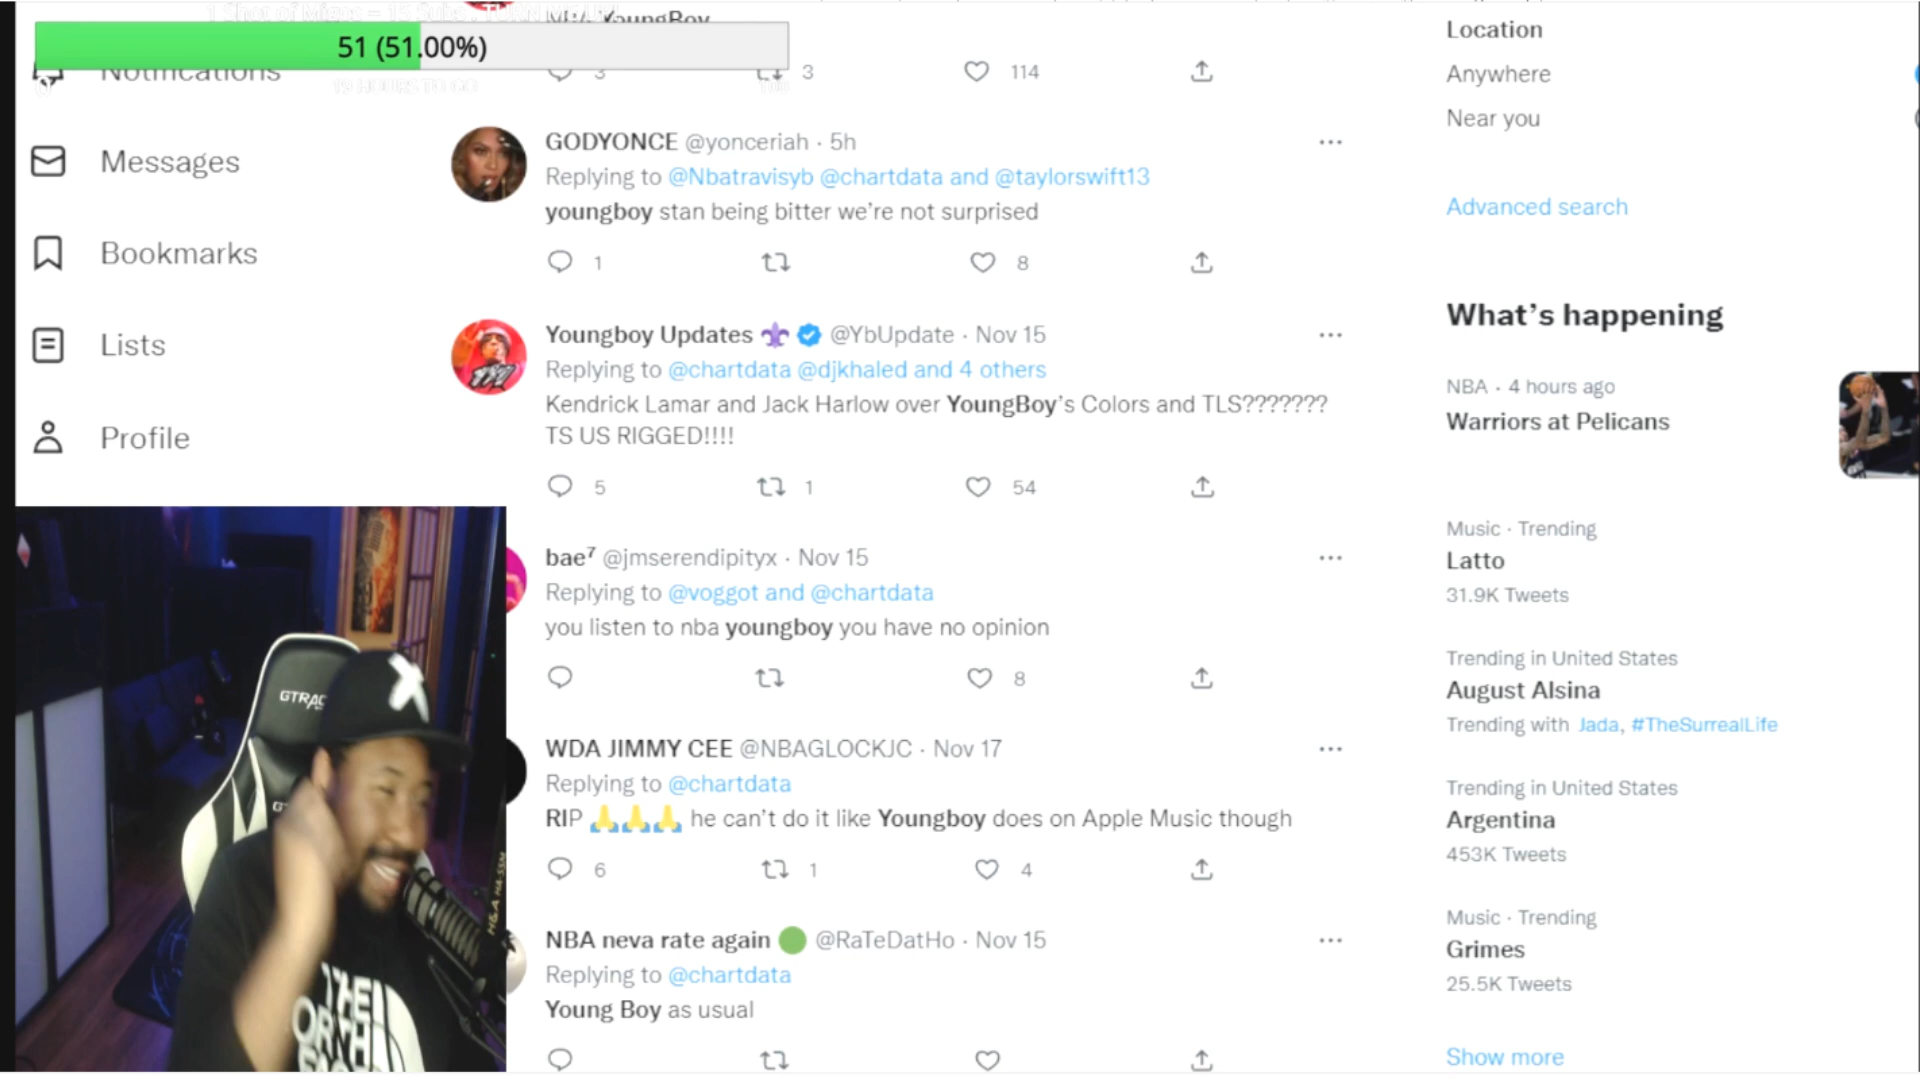 51 (51.00%)
NBA YoungBoy
Notifications
3
3
114
Messages
Bookmarks
Lists
Profile
GODYONCE @yonceriah · 5h
Replying to @Nbatravisyb @chartdata and @taylorswift13
youngboy stan being bitter we’re not surprised
1
8
Youngboy Updates ⚜ @YbUpdate · Nov 15
Replying to @chartdata @djkhaled and 4 others
Kendrick Lamar and Jack Harlow over YoungBoy’s Colors and TLS???????
TS US RIGGED!!!!
5
1
54
bae⁷ @jmserendipityx · Nov 15
Replying to @voggot and @chartdata
you listen to nba youngboy you have no opinion
8
WDA JIMMY CEE @NBAGLOCKJC · Nov 17
Replying to @chartdata
RIP 🙏🙏🙏 he can’t do it like Youngboy does on Apple Music though
6
1
4
NBA neva rate again 🟢 @RaTeDatHo · Nov 15
Replying to @chartdata
Young Boy as usual
Location
Anywhere
Near you
Advanced search
What’s happening
NBA · 4 hours ago
Warriors at Pelicans
Music · Trending
Latto
31.9K Tweets
Trending in United States
August Alsina
Trending with Jada, #TheSurrealLife
Trending in United States
Argentina
453K Tweets
Music · Trending
Grimes
25.5K Tweets
Show more
GTRAC
THE